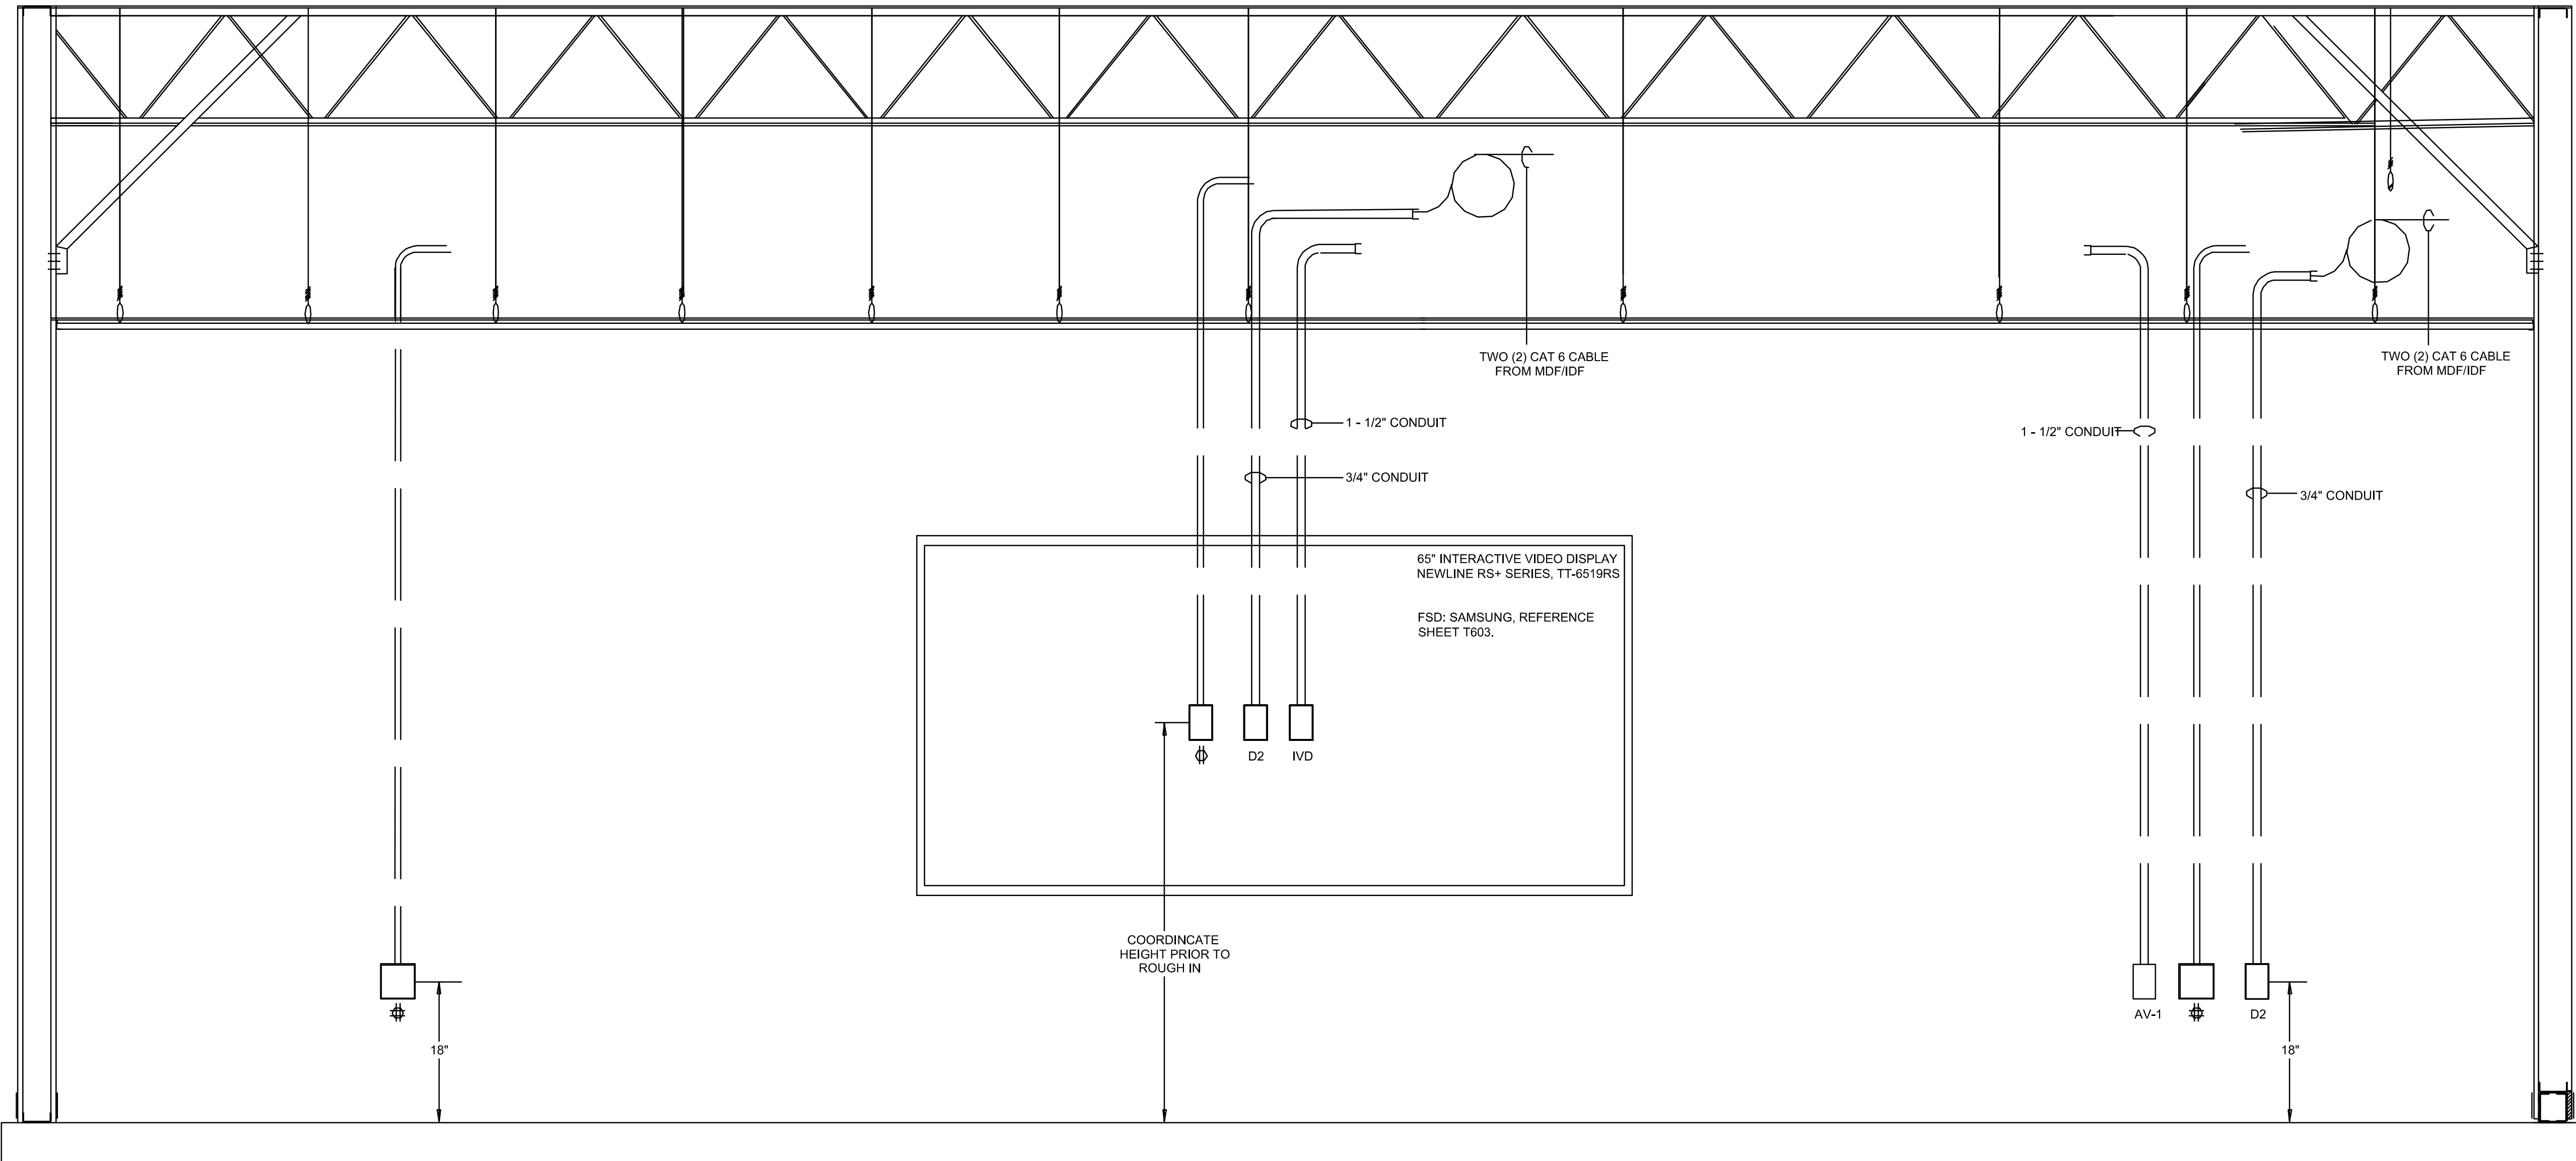 TWO (2) CAT 6 CABLE
FROM MDF/IDF
TWO (2) CAT 6 CABLE
FROM MDF/IDF
1 - 1/2" CONDUIT
1 - 1/2" CONDUIT
3/4" CONDUIT
3/4" CONDUIT
65" INTERACTIVE VIDEO DISPLAY
NEWLINE RS+ SERIES, TT-6519RS
FSD: SAMSUNG, REFERENCE
SHEET T603.
D2
IVD
COORDINCATE
HEIGHT PRIOR TO
ROUGH IN
AV-1
D2
18"
18"